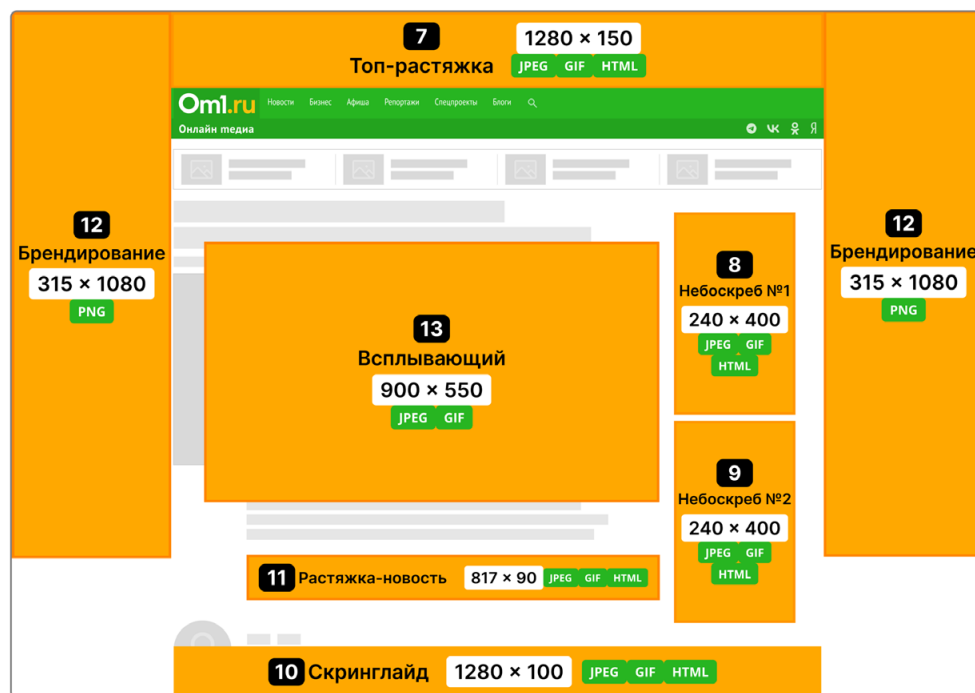 7
Топ-растяжка
1280 × 150
JPEG GIF HTML
Om1.ru
Новости Бизнес Афиша Репортажи Спецпроекты Блоги
Онлайн медиа
12
Брендирование
315 × 1080
PNG
13
Всплывающий
900 × 550
JPEG GIF
8
Небоскреб №1
240 × 400
JPEG GIF
HTML
12
Брендирование
315 × 1080
PNG
9
Небоскреб №2
240 × 400
JPEG GIF
HTML
11 Растяжка-новость 817 × 90 JPEG GIF HTML
10 Скринглайд 1280 × 100 JPEG GIF HTML